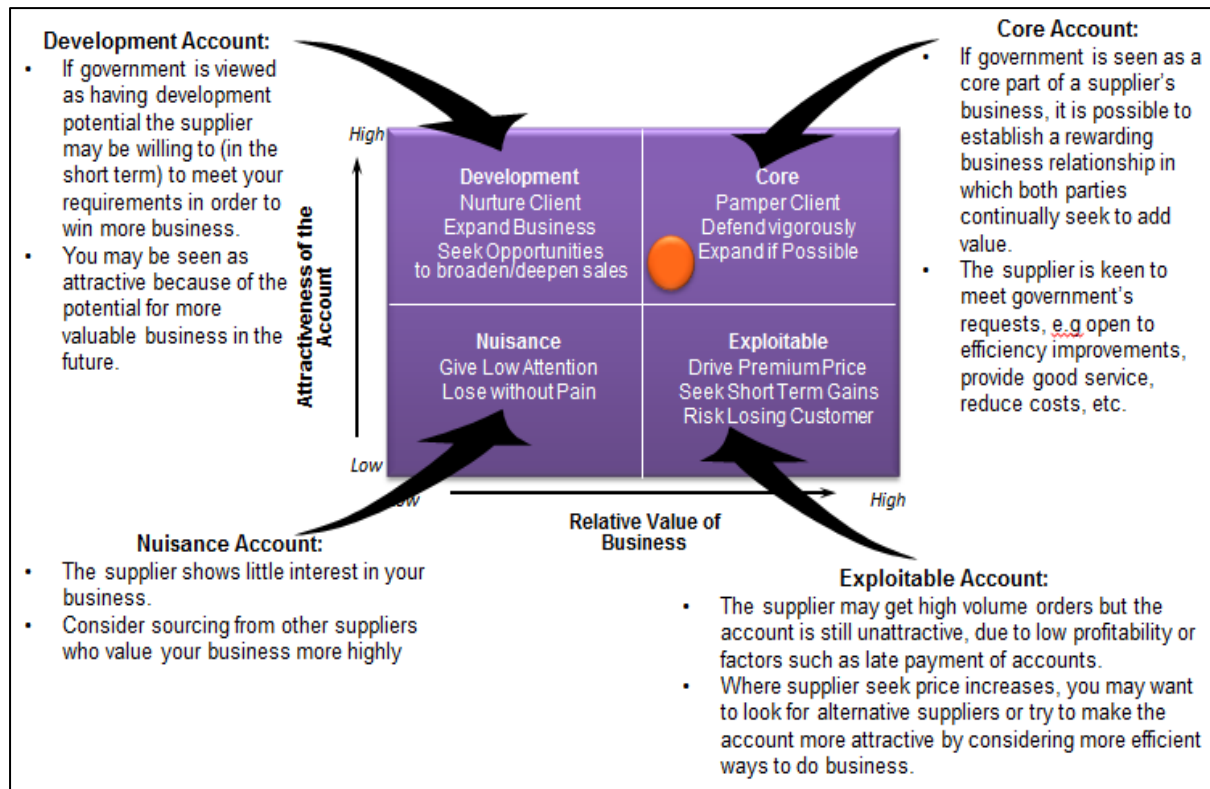 Development Account:
• If government is viewed
as having development
potential the supplier
may be willing to (in the
short term) to meet your
requirements in order to
win more business.
• You may be seen as
attractive because of the
potential for more
valuable business in the
future.
Core Account:
• If government is seen as a
core part of a supplier's
business, it is possible to
establish a rewarding
business relationship in
which both parties
continually seek to add
value.
• The supplier is keen to
meet government's
requests, e.g open to
efficiency improvements,
provide good service,
reduce costs, etc.
High
Attractiveness of the
Account
Low
Development
Nurture Client
Expand Business
Seek Opportunities
to broaden/deepen sales
Core
Pamper Client
Defend vigorously
Expand if Possible
Nuisance
Give Low Attention
Lose without Pain
Exploitable
Drive Premium Price
Seek Short Term Gains
Risk Losing Customer
Low
High
Relative Value of
Business
Nuisance Account:
• The supplier shows little interest in your
business.
• Consider sourcing from other suppliers
who value your business more highly
Exploitable Account:
• The supplier may get high volume orders but the
account is still unattractive, due to low profitability or
factors such as late payment of accounts.
• Where supplier seek price increases, you may want
to look for alternative suppliers or try to make the
account more attractive by considering more efficient
ways to do business.